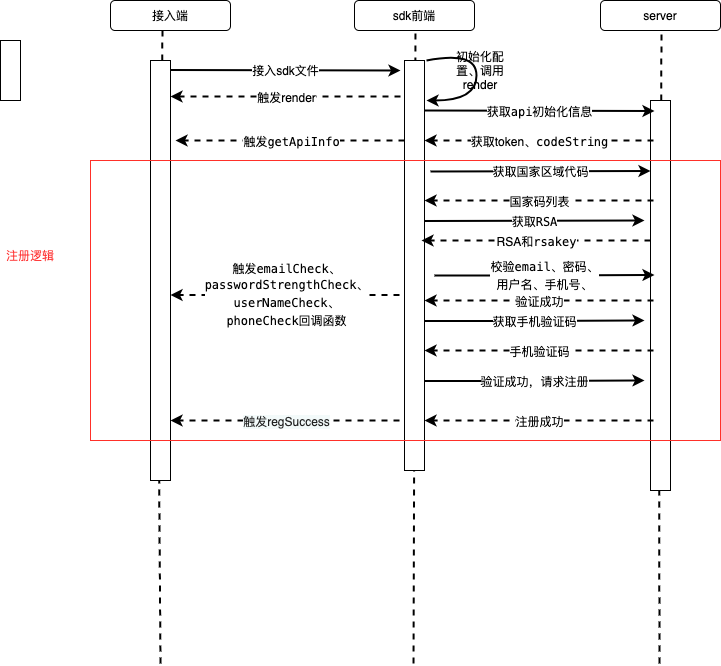 接入端
sdk前端
server
初始化配
置、调用
render
接入sdk文件
触发render
获取api初始化信息
触发getApiInfo
获取token、codeString
获取国家区域代码
国家码列表
获取RSA
注册逻辑
RSA和rsakey
触发emailCheck、
passwordStrengthCheck、
userNameCheck、
phoneCheck回调函数
校验email、密码、
用户名、手机号、
验证成功
获取手机验证码
手机验证码
验证成功，请求注册
触发regSuccess
注册成功